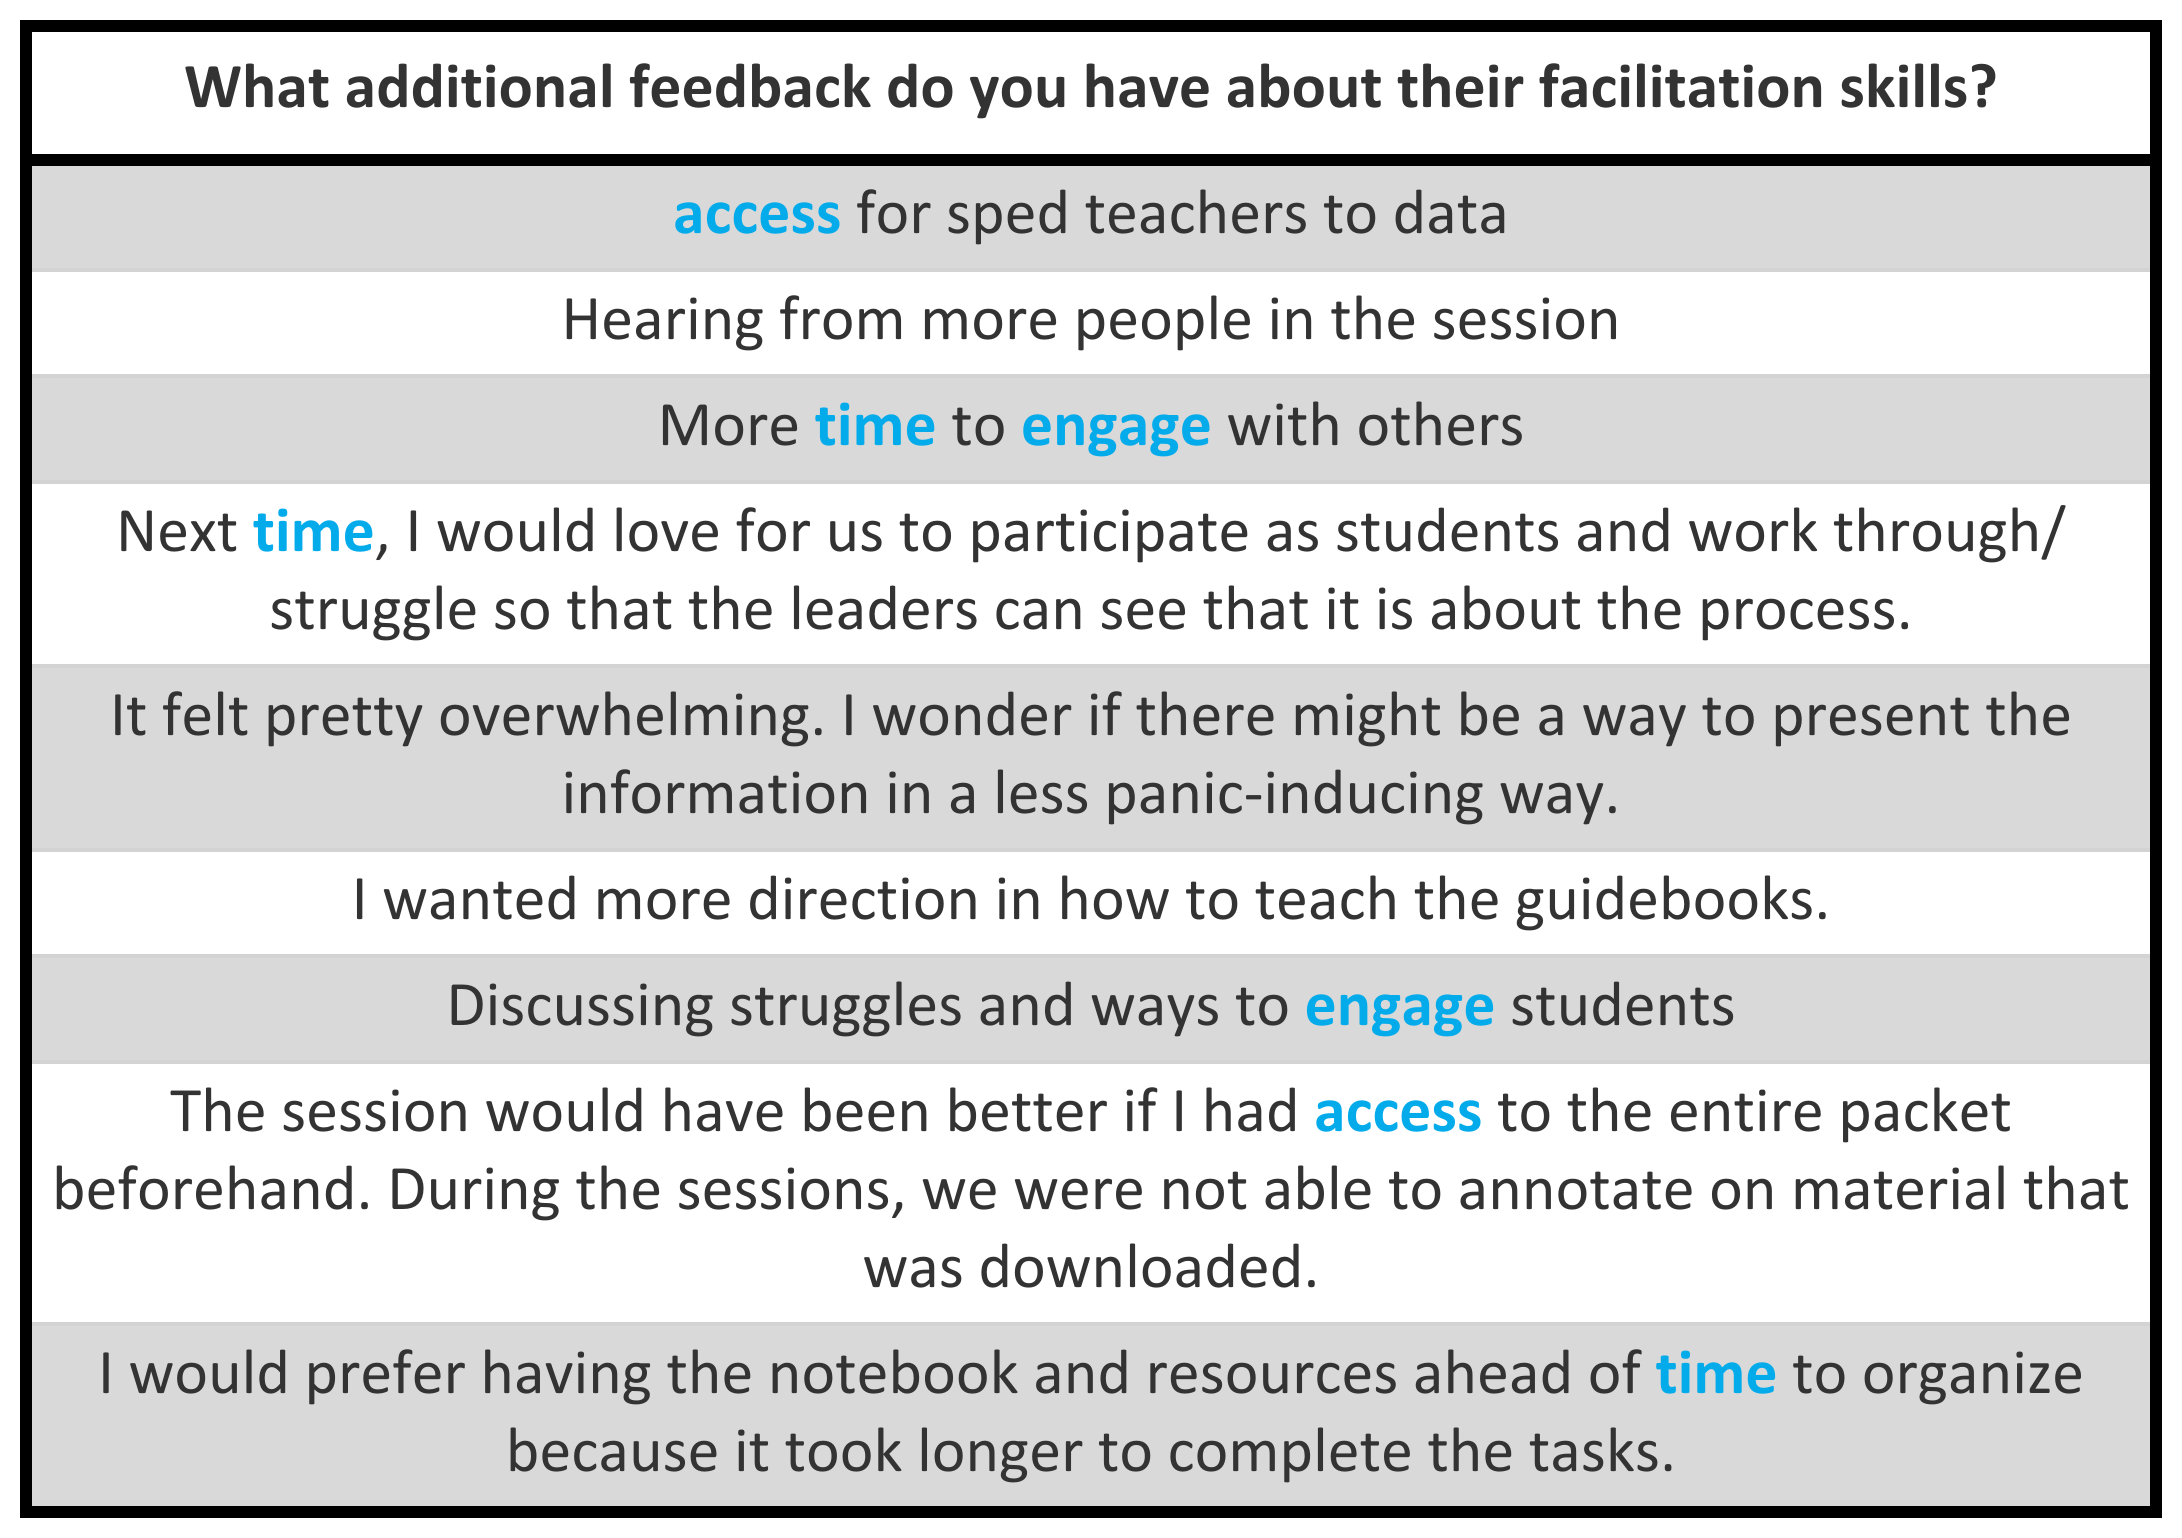 What additional feedback do you have about their facilitation skills?
access for sped teachers to data
Hearing from more people in the session
More time to engage with others
Next time, I would love for us to participate as students and work through/
struggle so that the leaders can see that it is about the process.
It felt pretty overwhelming. I wonder if there might be a way to present the
information in a less panic-inducing way.
I wanted more direction in how to teach the guidebooks.
Discussing struggles and ways to engage students
The session would have been better if I had access to the entire packet
beforehand. During the sessions, we were not able to annotate on material that
was downloaded.
I would prefer having the notebook and resources ahead of time to organize
because it took longer to complete the tasks.